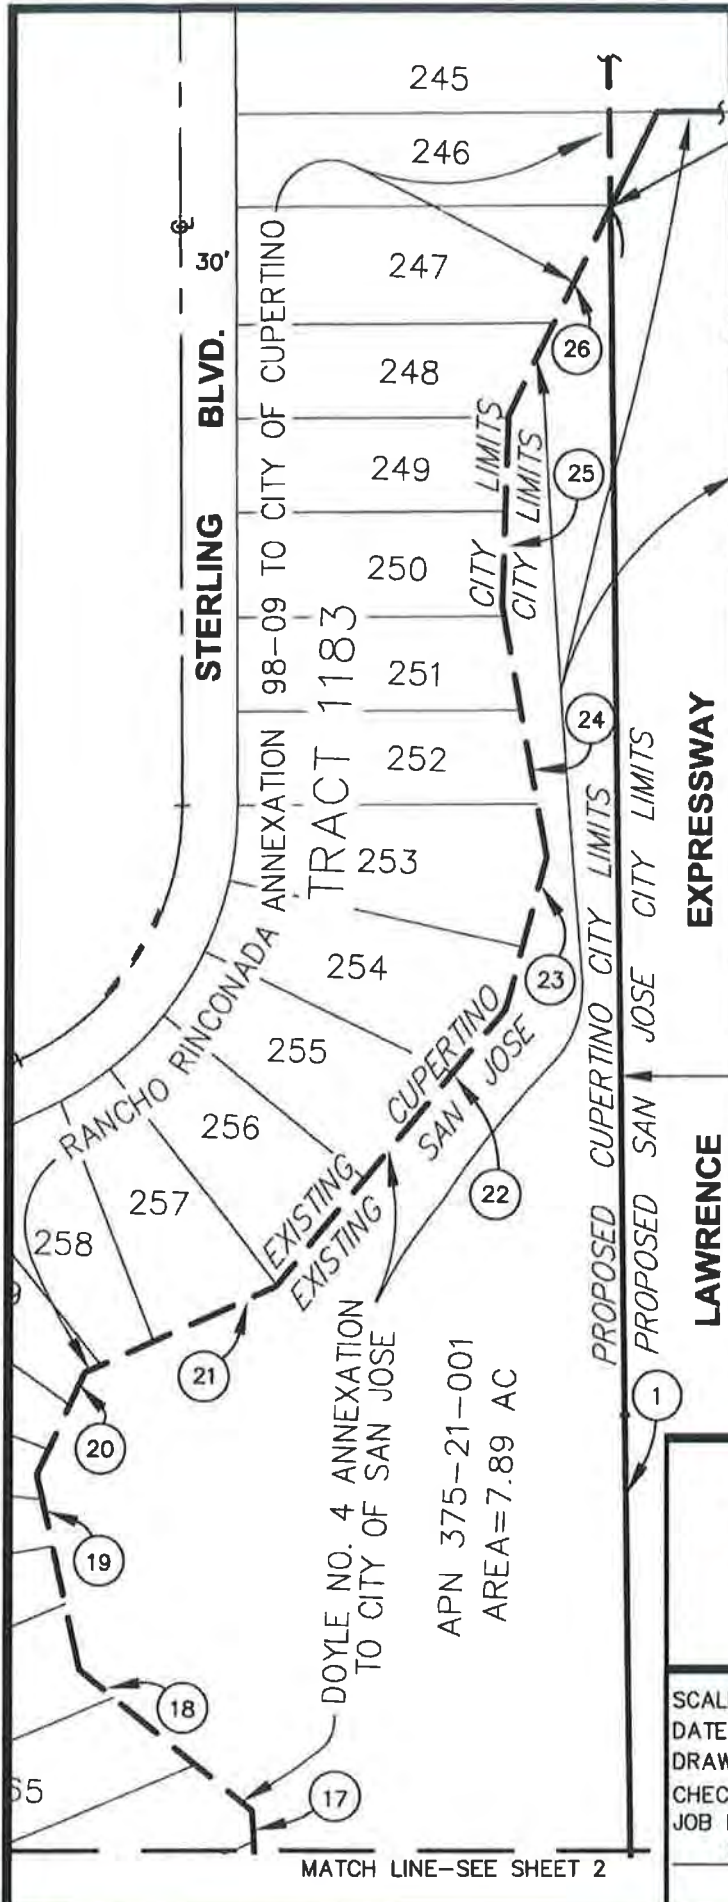 245
246
247
248
249
250
251
252
253
254
255
256
257
258
65
30'
STERLING BLVD.
RANCHO RINCONADA ANNEXATION 98-09 TO CITY OF CUPERTINO
TRACT 1183
EXISTING CUPERTINO CITY LIMITS
EXISTING SAN JOSE CITY LIMITS
PROPOSED CUPERTINO CITY LIMITS
PROPOSED SAN JOSE CITY LIMITS
LAWRENCE EXPRESSWAY
26
25
24
23
22
21
20
19
18
17
1
DOYLE NO. 4 ANNEXATION
TO CITY OF SAN JOSE
APN 375-21-001
AREA=7.89 AC
MATCH LINE-SEE SHEET 2
SCAL
DATE
DRAW
CHEC
JOB